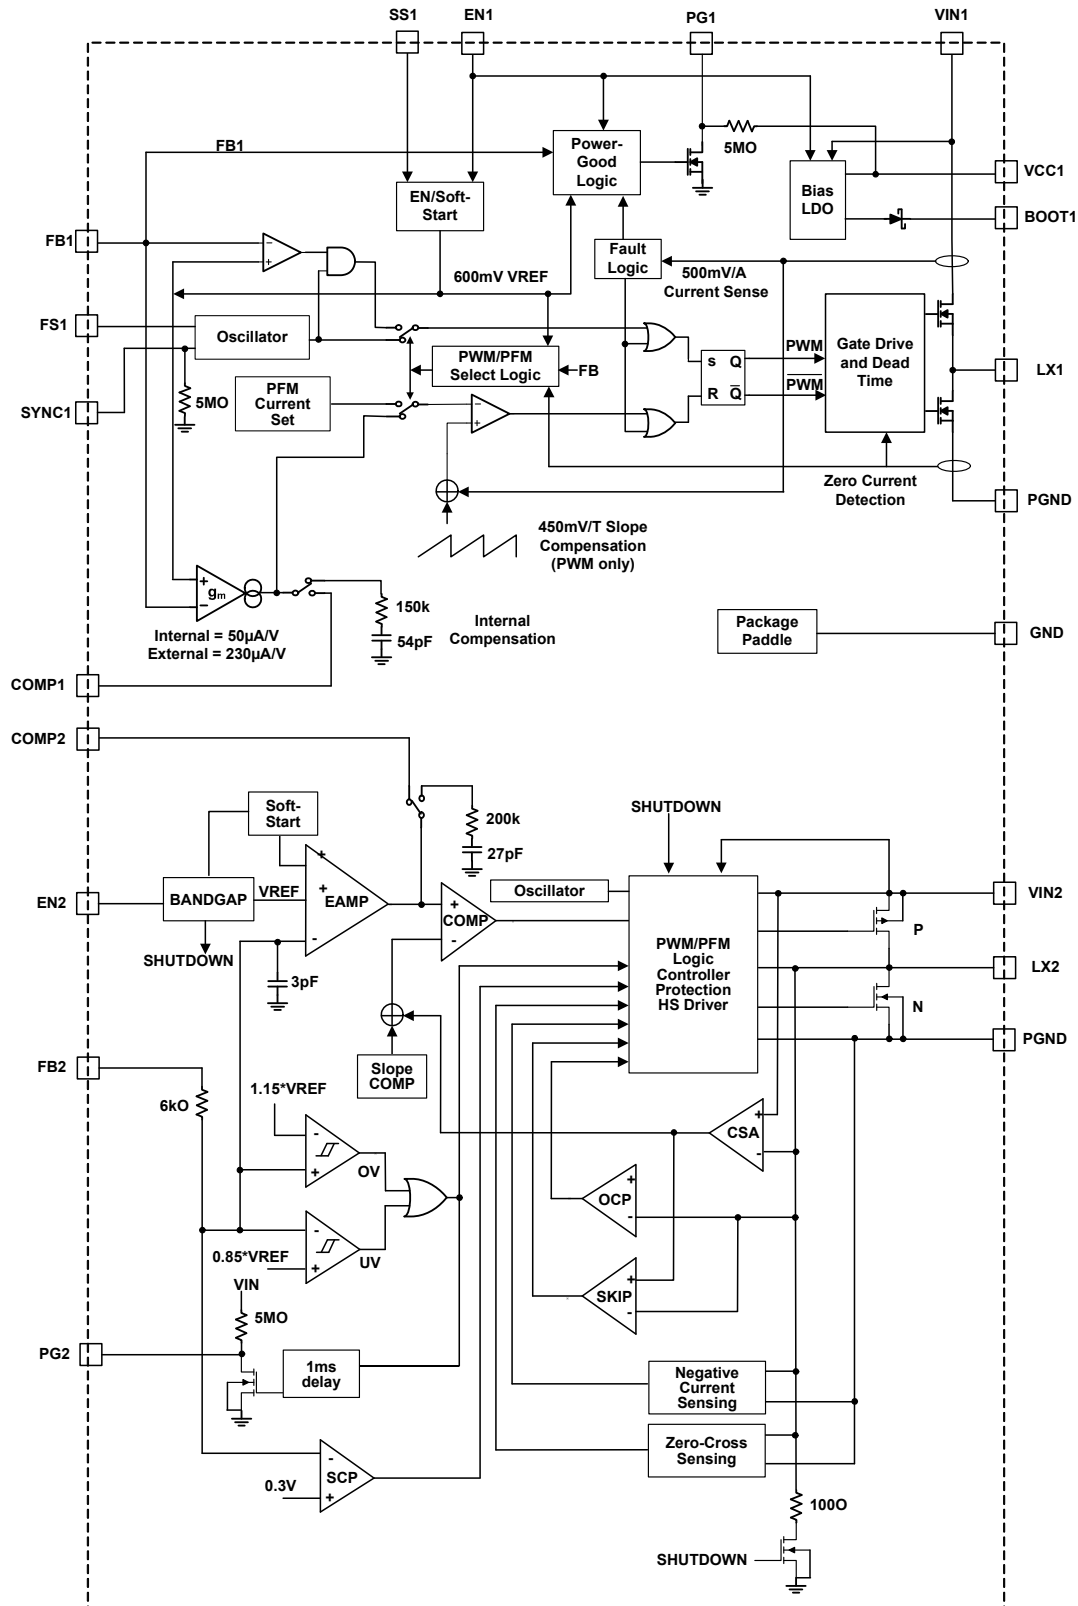 SS1
EN1
PG1
VIN1
FB1
Power-
Good
Logic
5MO
VCC1
EN/Soft-
Start
Bias
LDO
BOOT1
FB1
Fault
Logic
500mV/A
Current Sense
600mV VREF
FS1
Oscillator
PWM/PFM
Select Logic
FB
s Q
R Q
PWM
PWM
Gate Drive
and Dead
Time
LX1
SYNC1
5MO
PFM
Current
Set
Zero Current
Detection
PGND
450mV/T Slope
Compensation
(PWM only)
gm
150k
54pF
Internal
Compensation
Internal = 50µA/V
External = 230µA/V
Package
Paddle
GND
COMP1
COMP2
Soft-
Start
200k
27pF
SHUTDOWN
EN2
BANDGAP
VREF
EAMP
COMP
Oscillator
VIN2
P
SHUTDOWN
3pF
PWM/PFM
Logic
Controller
Protection
HS Driver
LX2
N
PGND
Slope
COMP
FB2
6kO
1.15*VREF
OV
CSA
OCP
0.85*VREF
UV
SKIP
VIN
5MO
PG2
1ms
delay
Negative
Current
Sensing
SCP
0.3V
Zero-Cross
Sensing
100O
SHUTDOWN